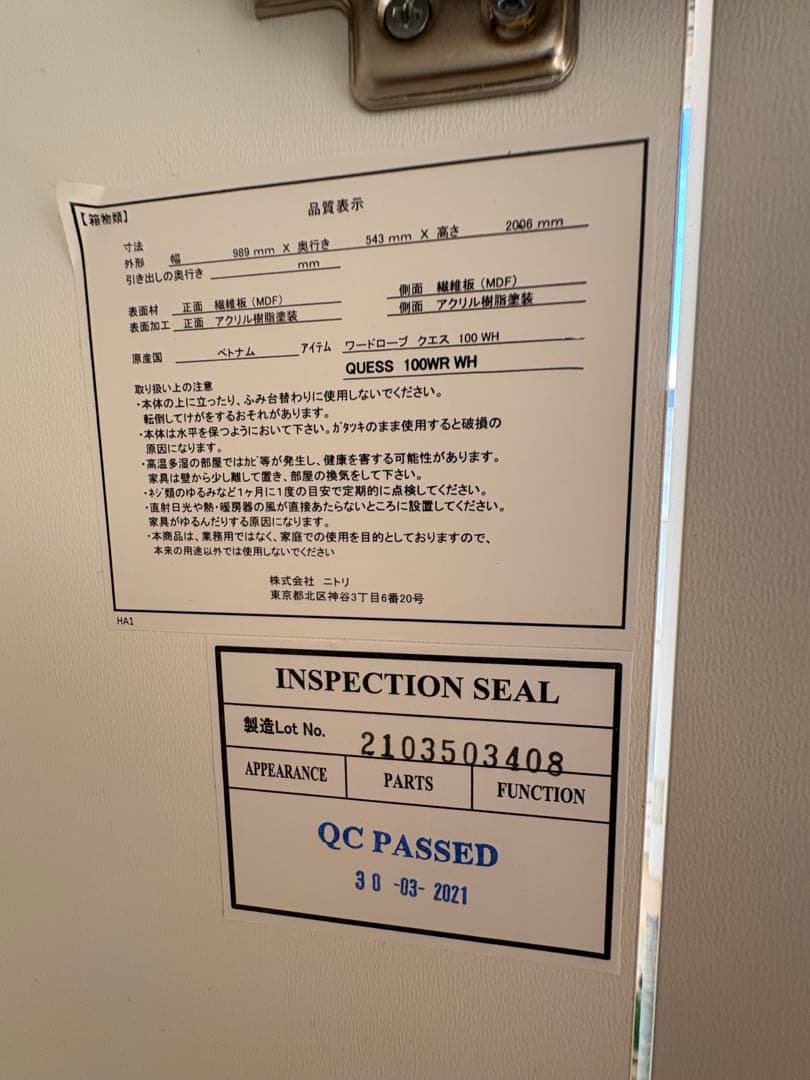 【箱物類】
品質表示
寸法
外形 幅 989 mm X 奥行き 543 mm X 高さ 2006 mm
引き出しの奥行き mm
表面材 正面 繊維板(MDF) 側面 繊維板(MDF)
表面加工 正面 アクリル樹脂塗装 側面 アクリル樹脂塗装
原産国 ベトナム アイテム ワードローブ クエス 100 WH
QUESS 100WR WH
取り扱い上の注意
・本体の上に立ったり、ふみ台替わりに使用しないでください。
転倒してけがをするおそれがあります。
・本体は水平を保つようにおいて下さい。ガタツキのまま使用すると破損の
原因になります。
・高温多湿の部屋ではカビ等が発生し、健康を害する可能性があります。
家具は壁から少し離して置き、部屋の換気をして下さい。
・ネジ類のゆるみなど1ヶ月に1度の目安で定期的に点検してください。
・直射日光や熱・暖房器の風が直接あたらないところに設置してください。
家具がゆるんだりする原因になります。
・本商品は、業務用ではなく、家庭での使用を目的としておりますので、
本来の用途以外では使用しないでください
株式会社 ニトリ
東京都北区神谷3丁目6番20号
HA1
INSPECTION SEAL
製造Lot No. 2103503408
APPEARANCE PARTS FUNCTION
QC PASSED
30 -03- 2021